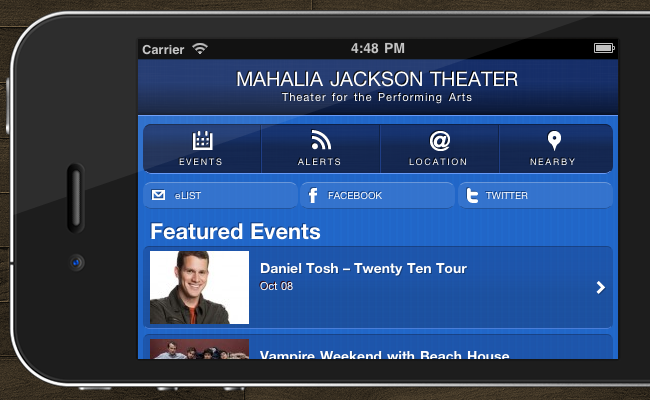 Carrier 4:48 PM
MAHALIA JACKSON THEATER
Theater for the Performing Arts
EVENTS ALERTS @ LOCATION NEARBY
eLIST FACEBOOK TWITTER
Featured Events
Daniel Tosh – Twenty Ten Tour
Oct 08
Vampire Weekend with Beach House